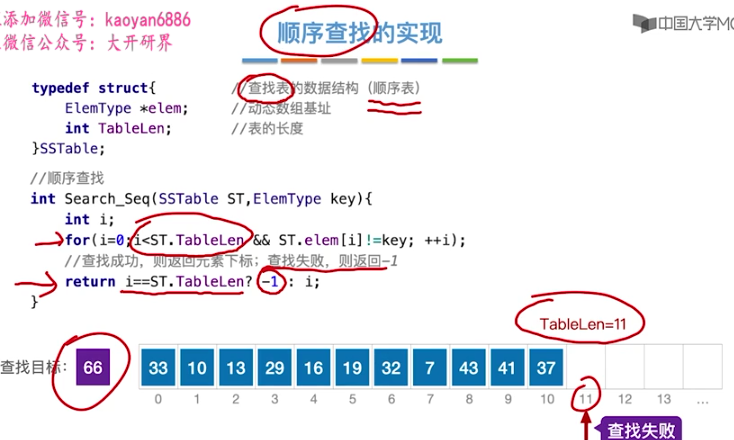 添加微信号: kaoyan6886
微信公众号: 大开研界
顺序查找的实现
中国大学MO
typedef struct{ //查找表的数据结构（顺序表）
ElemType *elem; //动态数组基址
int TableLen; //表的长度
}SSTable;
//顺序查找
int Search_Seq(SSTable ST,ElemType key){
int i;
for(i=0;i<ST.TableLen && ST.elem[i]!=key; ++i);
//查找成功，则返回元素下标；查找失败，则返回-1
return i==ST.TableLen? -1 : i;
}
TableLen=11
查找目标: 66 33 10 13 29 16 19 32 7 43 41 37
0 1 2 3 4 5 6 7 8 9 10 11 12 13 ...
查找失败